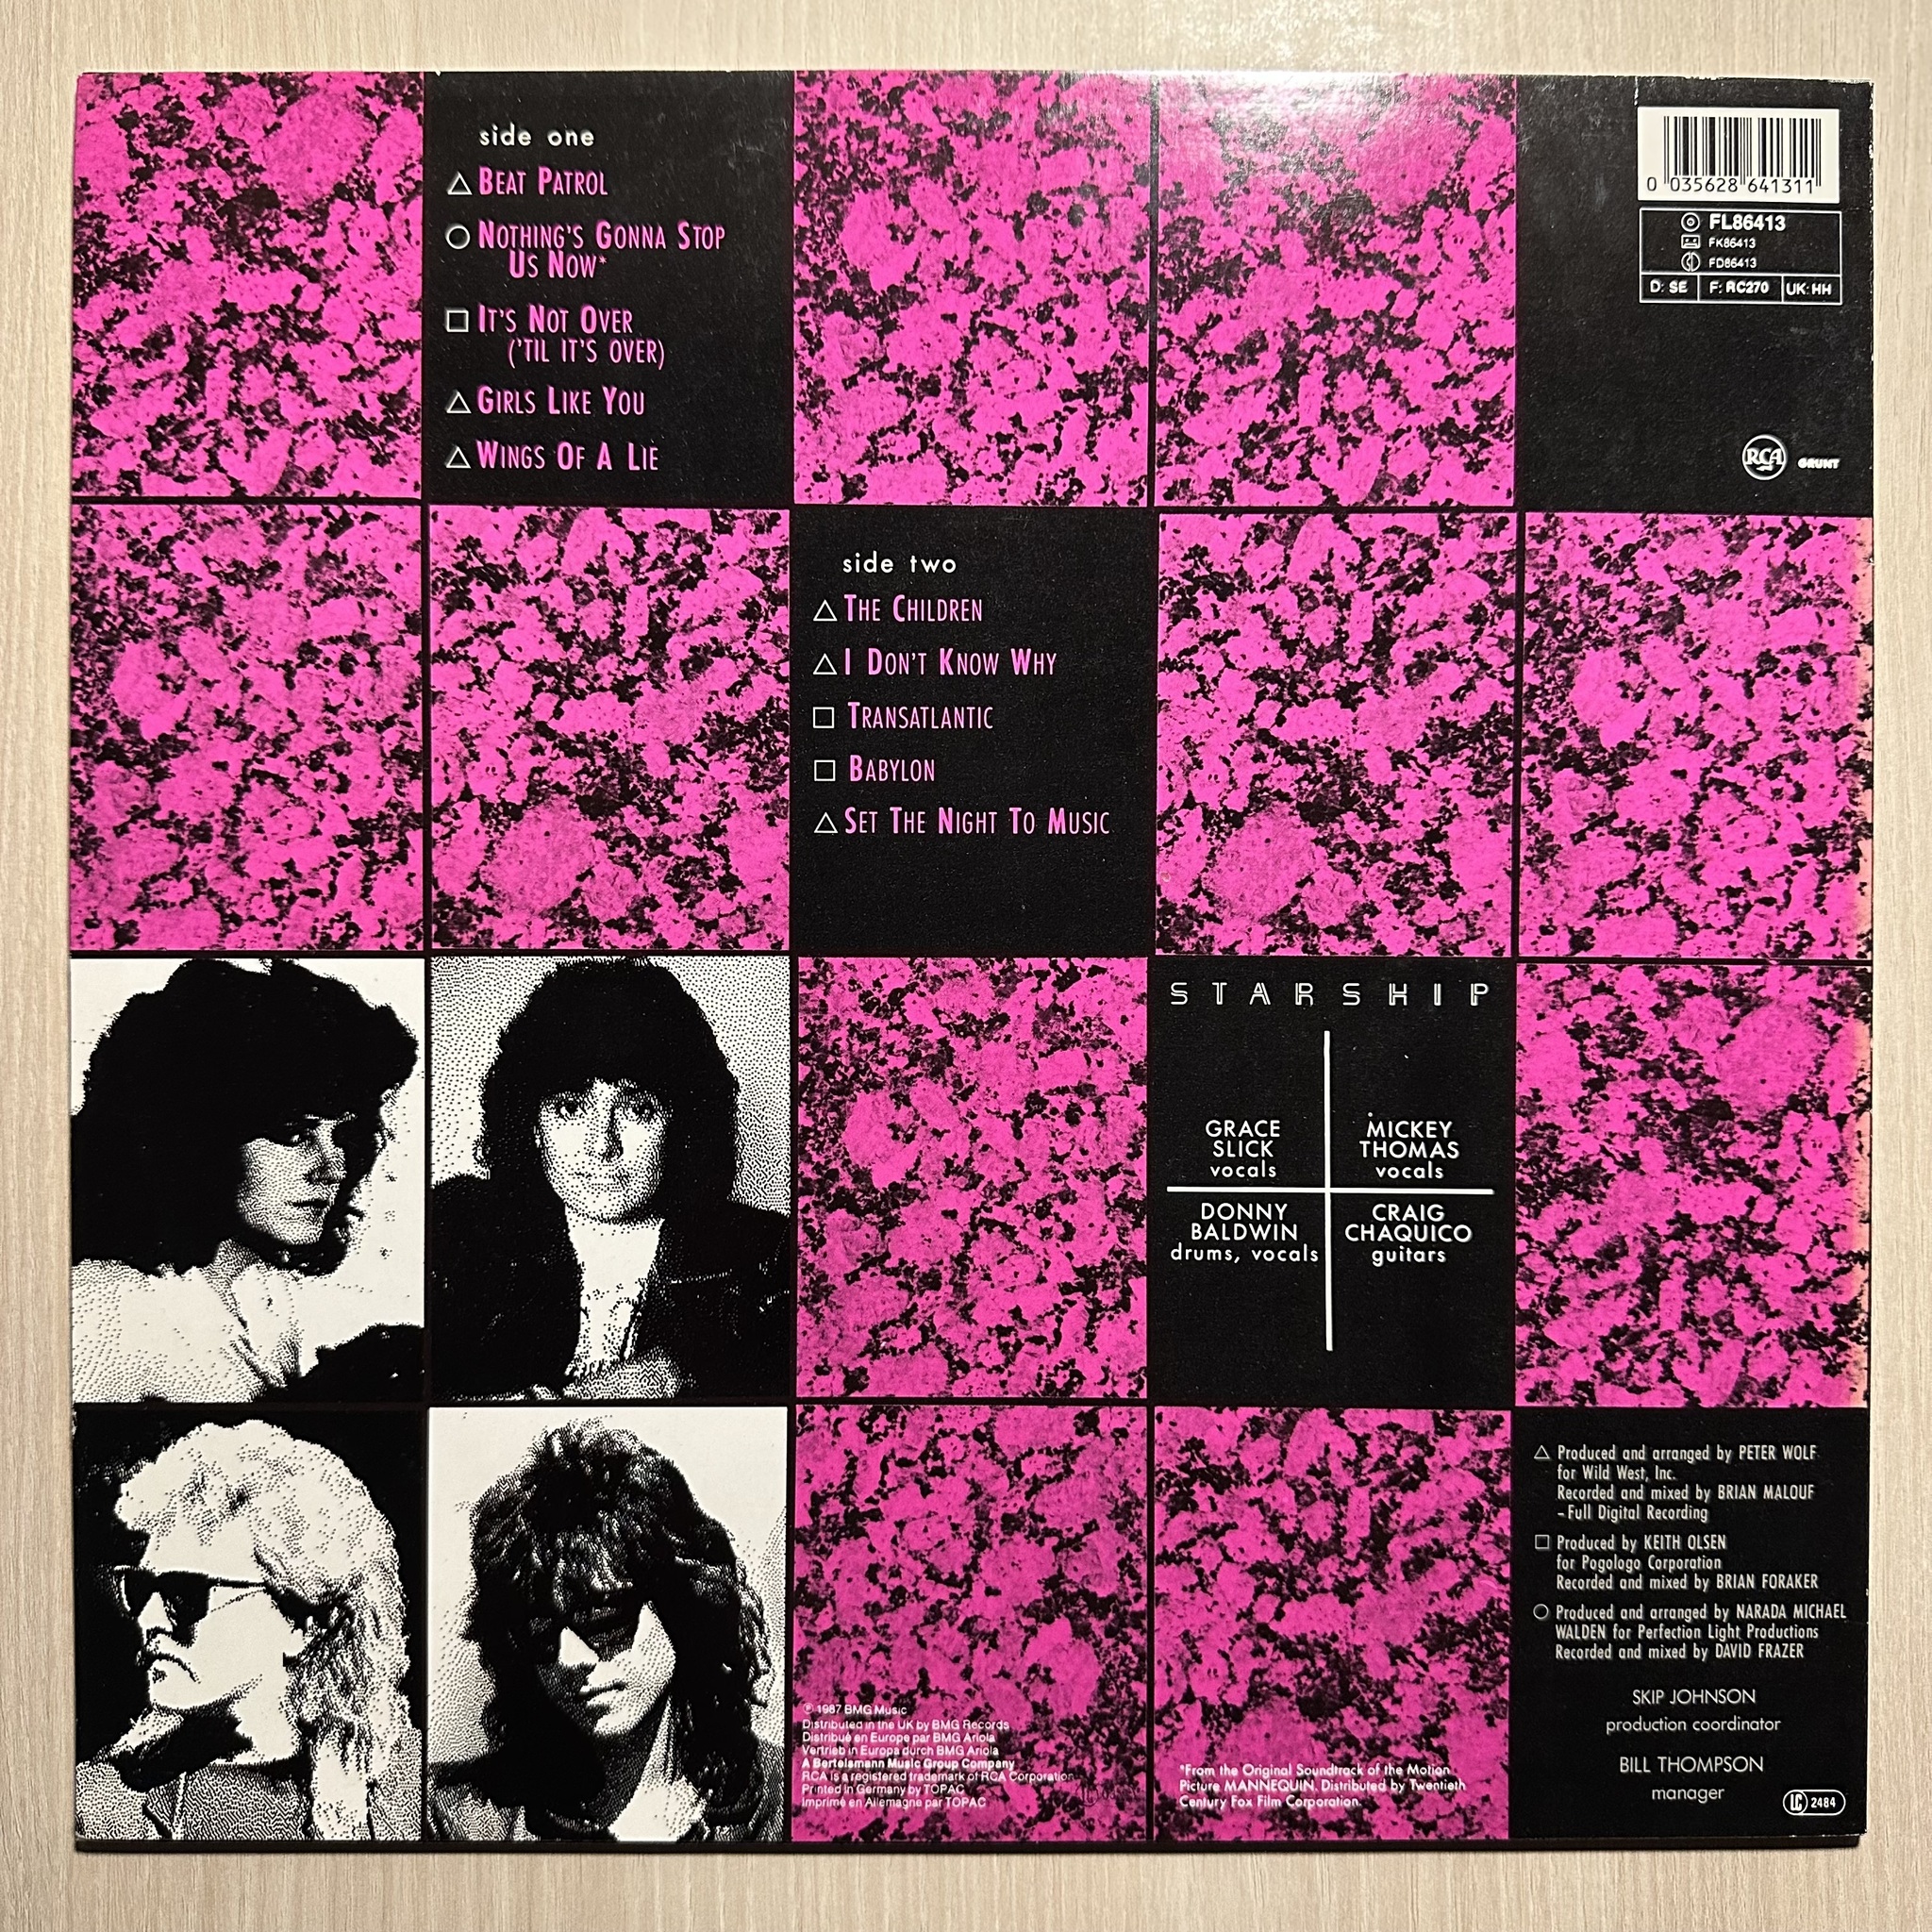 side one
△ BEAT PATROL
○ NOTHING'S GONNA STOP
US NOW*
□ IT'S NOT OVER
('TIL IT'S OVER)
△ GIRLS LIKE YOU
△ WINGS OF A LIE
0 035628 641311
FL86413
FK86413
FD86413
D: SE F: RC270 UK: HH
RCA GRUNT
side two
△ THE CHILDREN
△ I DON'T KNOW WHY
□ TRANSATLANTIC
□ BABYLON
△ SET THE NIGHT TO MUSIC
STARSHIP
GRACE
SLICK
vocals
MICKEY
THOMAS
vocals
DONNY
BALDWIN
drums, vocals
CRAIG
CHAQUICO
guitars
℗ 1987 BMG Music
Distributed in the UK by BMG Records
Distribué en Europe par BMG Ariola
Vertrieb in Europa durch BMG Ariola
A Bertelsmann Music Group Company
RCA is a registered trademark of RCA Corporation
Printed in Germany by TOPAC
Imprimé en Allemagne par TOPAC
*From the Original Soundtrack of the Motion
Picture MANNEQUIN. Distributed by Twentieth
Century Fox Film Corporation.
△ Produced and arranged by PETER WOLF
for Wild West, Inc.
Recorded and mixed by BRIAN MALOUF
–Full Digital Recording
□ Produced by KEITH OLSEN
for Pogologo Corporation
Recorded and mixed by BRIAN FORAKER
○ Produced and arranged by NARADA MICHAEL
WALDEN for Perfection Light Productions
Recorded and mixed by DAVID FRAZER
SKIP JOHNSON
production coordinator
BILL THOMPSON
manager
LC 2484